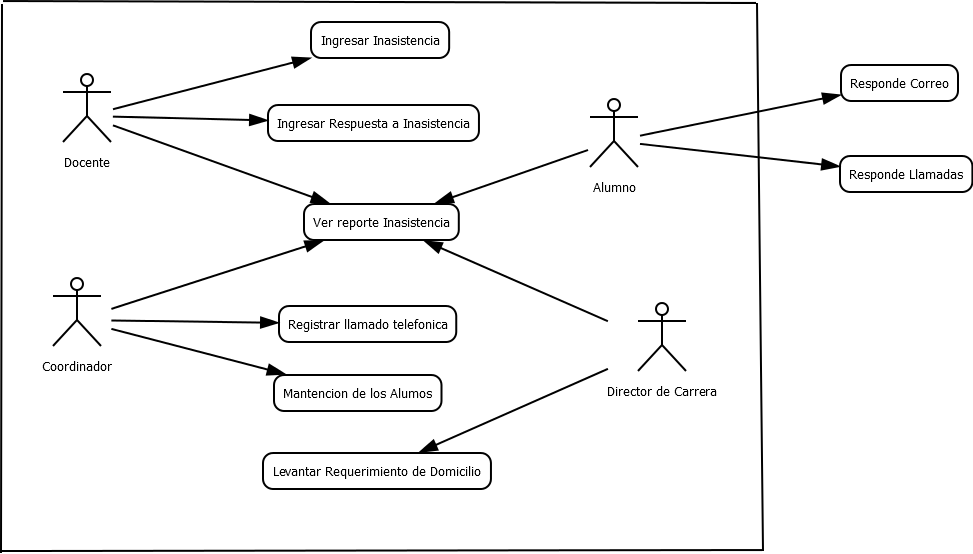 Ingresar Inasistencia
Docente
Ingresar Respuesta a Inasistencia
Alumno
Responde Correo
Responde Llamadas
Ver reporte Inasistencia
Coordinador
Registrar llamado telefonica
Mantencion de los Alumos
Director de Carrera
Levantar Requerimiento de Domicilio